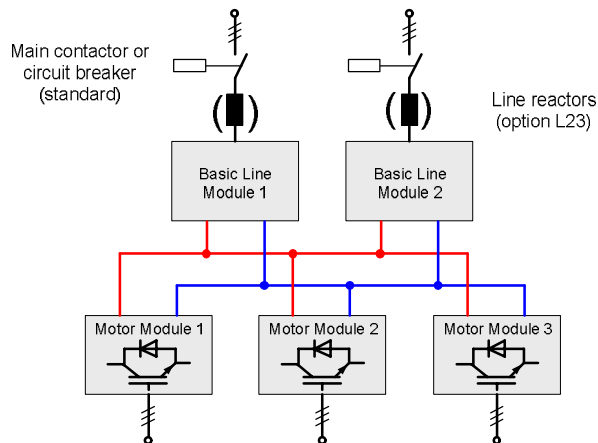 Main contactor or
circuit breaker
(standard)
Line reactors
(option L23)
Basic Line
Module 1
Basic Line
Module 2
Motor Module 1
Motor Module 2
Motor Module 3